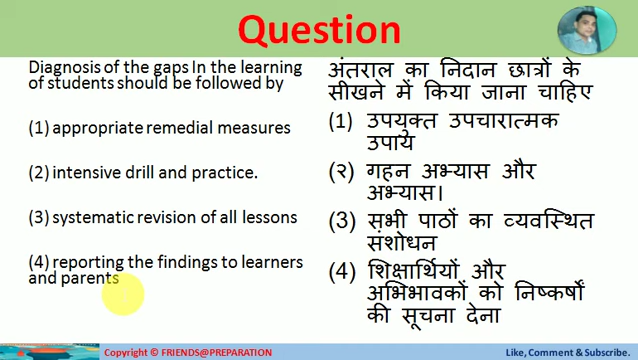 Question
Diagnosis of the gaps In the learning
of students should be followed by
(1) appropriate remedial measures
(2) intensive drill and practice.
(3) systematic revision of all lessons
(4) reporting the findings to learners
and parents
अंतराल का निदान छात्रों के
सीखने में किया जाना चाहिए
(1) उपयुक्त उपचारात्मक
उपाय
(२) गहन अभ्यास और
अभ्यास।
(3) सभी पाठों का व्यवस्थित
संशोधन
(4) शिक्षार्थियों और
अभिभावकों को निष्कर्षों
की सूचना देना
Copyright © FRIENDS@PREPARATION
Like, Comment & Subscribe.